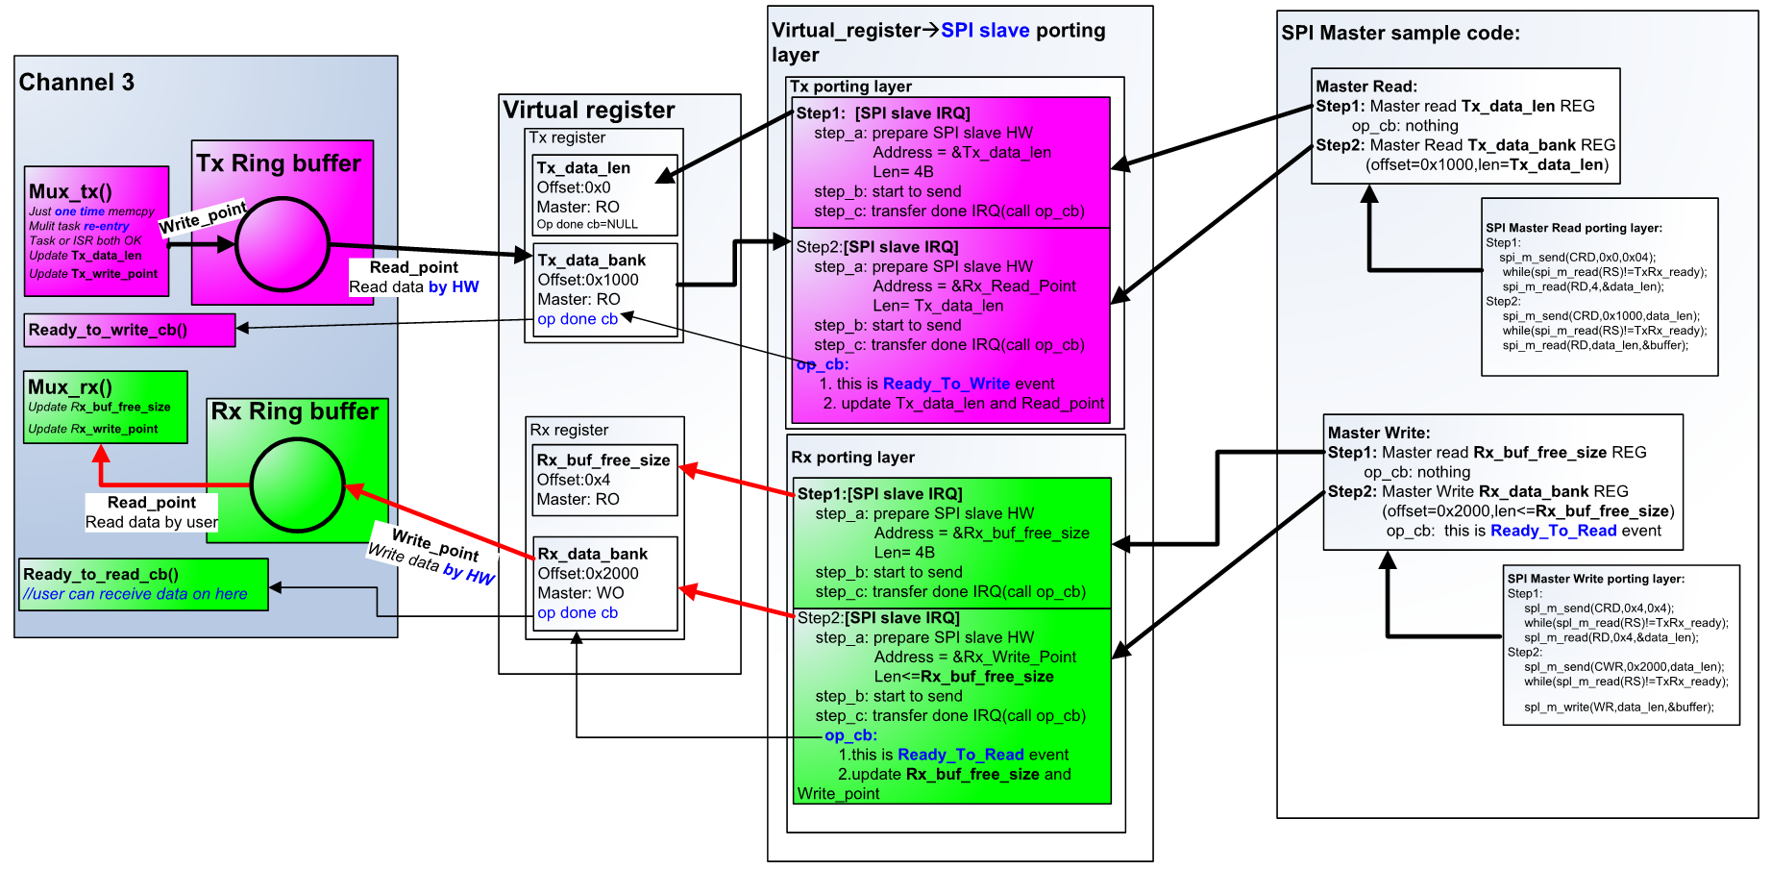 Channel 3
Mux_tx()
Just one time memcpy
Mulit task re-entry
Task or ISR both OK
Update Tx_data_len
Update Tx_write_point
Tx Ring buffer
Write_point
Read_point
Read data by HW
Ready_to_write_cb()
Mux_rx()
Update Rx_buf_free_size
Update Rx_write_point
Rx Ring buffer
Read_point
Read data by user
Write_point
Write data by HW
Ready_to_read_cb()
//user can receive data on here
Virtual register
Tx register
Tx_data_len
Offset:0x0
Master: RO
Op done cb=NULL
Tx_data_bank
Offset:0x1000
Master: RO
op done cb
Rx register
Rx_buf_free_size
Offset:0x4
Master: RO
Rx_data_bank
Offset:0x2000
Master: WO
op done cb
Virtual_register→SPI slave porting
layer
Tx porting layer
Step1: [SPI slave IRQ]
step_a: prepare SPI slave HW
Address = &Tx_data_len
Len= 4B
step_b: start to send
step_c: transfer done IRQ(call op_cb)
Step2:[SPI slave IRQ]
step_a: prepare SPI slave HW
Address = &Rx_Read_Point
Len= Tx_data_len
step_b: start to send
step_c: transfer done IRQ(call op_cb)
op_cb:
1. this is Ready_To_Write event
2. update Tx_data_len and Read_point
Rx porting layer
Step1:[SPI slave IRQ]
step_a: prepare SPI slave HW
Address = &Rx_buf_free_size
Len= 4B
step_b: start to send
step_c: transfer done IRQ(call op_cb)
Step2:[SPI slave IRQ]
step_a: prepare SPI slave HW
Address = &Rx_Write_Point
Len<=Rx_buf_free_size
step_b: start to send
step_c: transfer done IRQ(call op_cb)
op_cb:
1.this is Ready_To_Read event
2.update Rx_buf_free_size and
Write_point
SPI Master sample code:
Master Read:
Step1: Master read Tx_data_len REG
op_cb: nothing
Step2: Master Read Tx_data_bank REG
(offset=0x1000,len=Tx_data_len)
SPI Master Read porting layer:
Step1:
spi_m_send(CRD,0x0,0x04);
while(spi_m_read(RS)!=TxRx_ready);
spi_m_read(RD,4,&data_len);
Step2:
spi_m_send(CRD,0x1000,data_len);
while(spi_m_read(RS)!=TxRx_ready);
spi_m_read(RD,data_len,&buffer);
Master Write:
Step1: Master read Rx_buf_free_size REG
op_cb: nothing
Step2: Master Write Rx_data_bank REG
(offset=0x2000,len<=Rx_buf_free_size)
op_cb: this is Ready_To_Read event
SPI Master Write porting layer:
Step1:
spl_m_send(CRD,0x4,0x4);
while(spl_m_read(RS)!=TxRx_ready);
spl_m_read(RD,0x4,&data_len);
Step2:
spl_m_send(CWR,0x2000,data_len);
while(spl_m_read(RS)!=TxRx_ready);
spl_m_write(WR,data_len,&buffer);